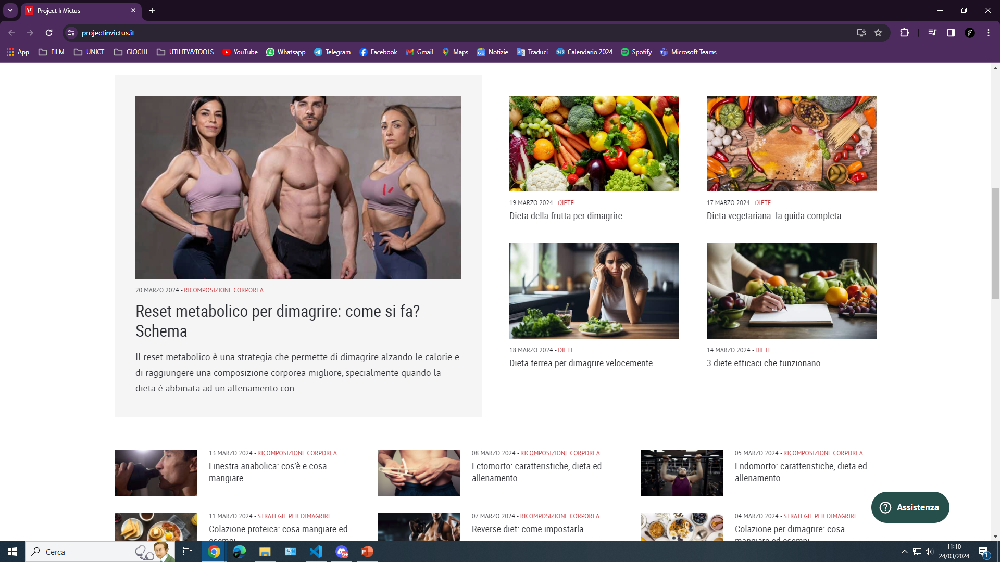 Project InVictus
projectinvictus.it
App
FILM
UNICT
GIOCHI
UTILITY&TOOLS
YouTube
Whatsapp
Telegram
Facebook
Gmail
Maps
Notizie
Traduci
Calendario 2024
Spotify
Microsoft Teams
20 MARZO 2024 - RICOMPOSIZIONE CORPOREA
Reset metabolico per dimagrire: come si fa?
Schema
Il reset metabolico è una strategia che permette di dimagrire alzando le calorie e
di raggiungere una composizione corporea migliore, specialmente quando la
dieta è abbinata ad un allenamento con...
19 MARZO 2024 - DIETE
Dieta della frutta per dimagrire
17 MARZO 2024 - DIETE
Dieta vegetariana: la guida completa
18 MARZO 2024 - DIETE
Dieta ferrea per dimagrire velocemente
14 MARZO 2024 - DIETE
3 diete efficaci che funzionano
13 MARZO 2024 - RICOMPOSIZIONE CORPOREA
Finestra anabolica: cos’è e cosa
mangiare
08 MARZO 2024 - RICOMPOSIZIONE CORPOREA
Ectomorfo: caratteristiche, dieta ed
allenamento
05 MARZO 2024 - RICOMPOSIZIONE CORPOREA
Endomorfo: caratteristiche, dieta ed
allenamento
11 MARZO 2024 - STRATEGIE PER DIMAGRIRE
Colazione proteica: cosa mangiare ed
esempi
07 MARZO 2024 - RICOMPOSIZIONE CORPOREA
Reverse diet: come impostarla
04 MARZO 2024 - STRATEGIE PER DIMAGRIRE
Colazione per dimagrire: cosa
mangiare ed esempi
Assistenza
Cerca
9+
11:10
24/03/2024
1